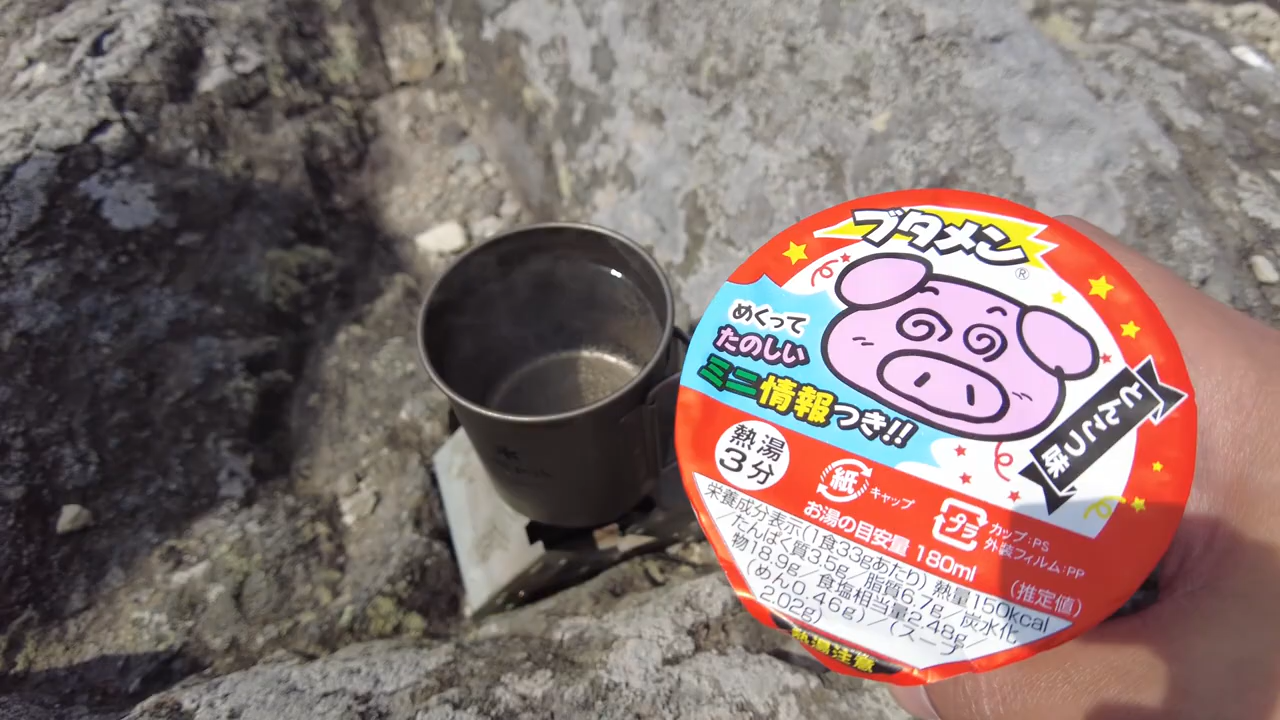 ブタメン
®
めくって
たのしい
ミニ情報つき!!
とんこつ味
熱湯
3分
紙
キャップ
プラ
カップ:PS
外装フィルム:PP
お湯の目安量 180ml
(推定値)
栄養成分表示(1食33gあたり) 熱量150kcal
/たんぱく質3.5g/脂質6.7g/炭水化
物18.9g/食塩相当量2.48g
(めん0.46g)/(スープ
2.02g)
熱湯注意